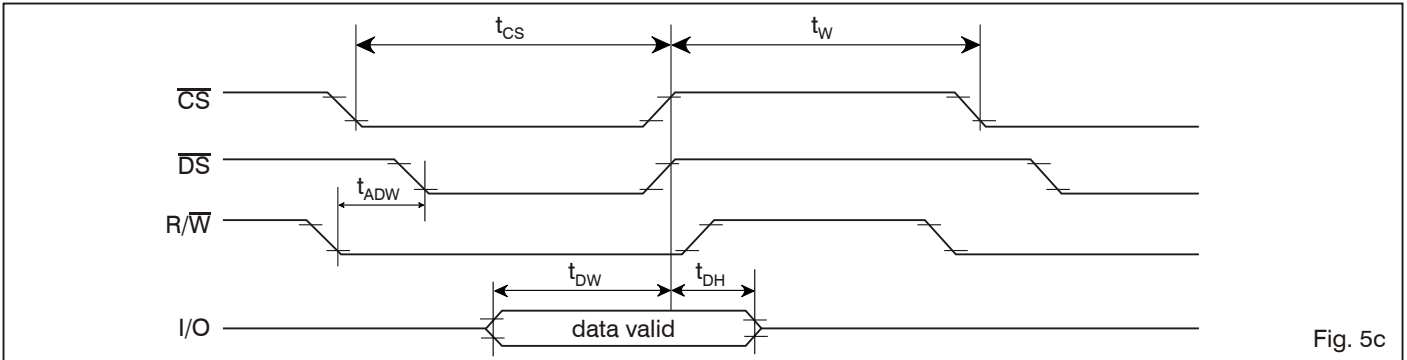 tCS tW
CS
DS
tADW
R/W
tDW tDH
I/O data valid
Fig. 5c